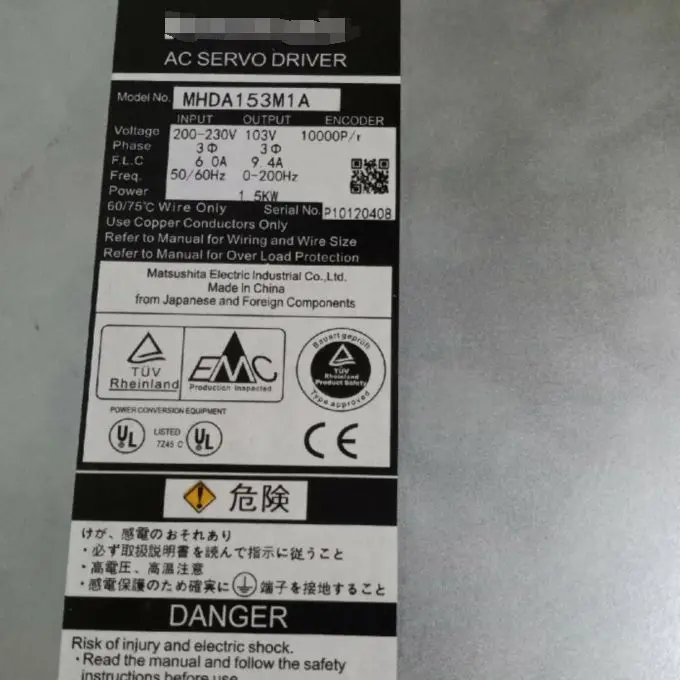 AC SERVO DRIVER
Model No. MHDA153M1A
INPUT OUTPUT ENCODER
Voltage 200-230V 103V 10000P/r
Phase 3Φ 3Φ
F.L.C 6.0A 9.4A
Freq. 50/60Hz 0-200Hz
Power 1.5KW
60/75℃ Wire Only Serial No. P10120408
Use Copper Conductors Only
Refer to Manual for Wiring and Wire Size
Refer to Manual for Over Load Protection
Matsushita Electric Industrial Co.,Ltd.
Made in China
from Japanese and Foreign Components
TÜV
Rheinland
EMC
Production Inspected
Bauart geprüft
TÜV
Rheinland
Product Safety
Type approved
POWER CONVERSION EQUIPMENT
UL LISTED UL
7245 C
CE
危険
けが、感電のおそれあり
・必ず取扱説明書を読んで指示に従うこと
・高電圧、高温注意
・感電保護のため確実に端子を接地すること
DANGER
Risk of injury and electric shock.
・Read the manual and follow the safety
instructions before use.